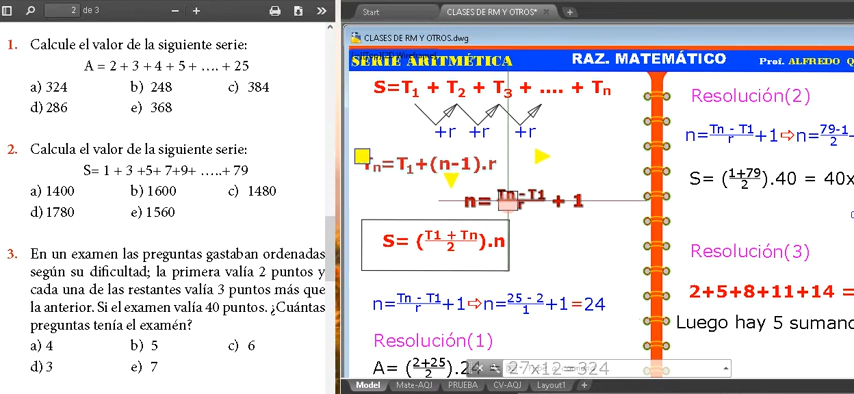 2 de 3
1. Calcule el valor de la siguiente serie:
A = 2 + 3 + 4 + 5 + .... + 25
a) 324 b) 248 c) 384
d) 286 e) 368
2. Calcula el valor de la siguiente serie:
S= 1 + 3 +5+ 7+9+ …..+ 79
a) 1400 b) 1600 c) 1480
d) 1780 e) 1560
3. En un examen las preguntas gastaban ordenadas
según su dificultad; la primera valía 2 puntos y
cada una de las restantes valía 3 puntos más que
la anterior. Si el examen valía 40 puntos. ¿Cuántas
preguntas tenía el examén?
a) 4 b) 5 c) 6
d) 3 e) 7
Start CLASES DE RM Y OTROS* +
CLASES DE RM Y OTROS.dwg
SERIE ARITMÉTICA RAZ. MATEMÁTICO Prof. ALFREDO Q
S=T1 + T2 + T3 + .... + Tn
+r +r +r
Tn=T1+(n-1).r
n= Tn-T1/r + 1
S= (T1 + Tn/2).n
n= Tn - T1/r +1⇨n= 25 - 2/1 +1=24
Resolución(1)
A= (2+25/2).24 = 27x12=324
Resolución(2)
n= Tn - T1/r +1⇨n= 79-1/2
S= (1+79/2).40 = 40x
Resolución(3)
2+5+8+11+14 =
Luego hay 5 sumand
Model Mate-AQJ PRUEBA CV-AQJ Layout1 +